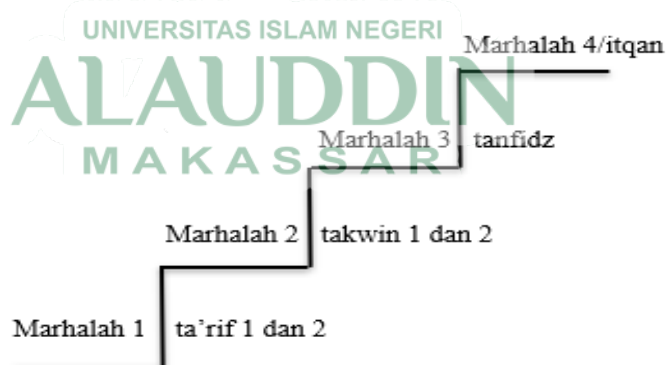 UNIVERSITAS ISLAM NEGERI
Marhalah 4/itqan
ALAUDDIN
Marhalah 3 tanfidz
MAKASSAR
Marhalah 2 takwin 1 dan 2
Marhalah 1 ta’rif 1 dan 2